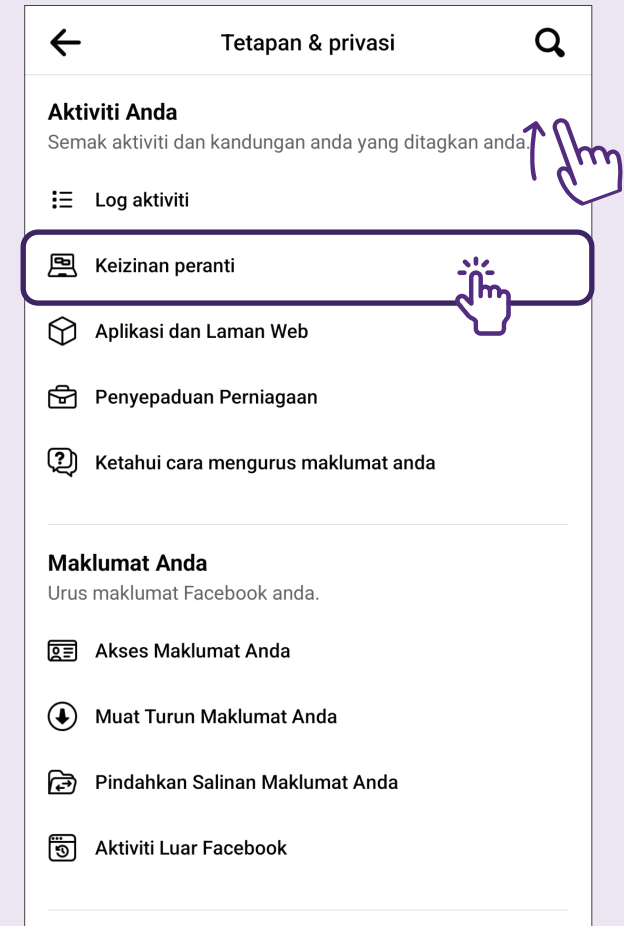 Tetapan & privasi
Aktiviti Anda
Semak aktiviti dan kandungan anda yang ditagkan anda.
Log aktiviti
Keizinan peranti
Aplikasi dan Laman Web
Penyepaduan Perniagaan
Ketahui cara mengurus maklumat anda
Maklumat Anda
Urus maklumat Facebook anda.
Akses Maklumat Anda
Muat Turun Maklumat Anda
Pindahkan Salinan Maklumat Anda
Aktiviti Luar Facebook